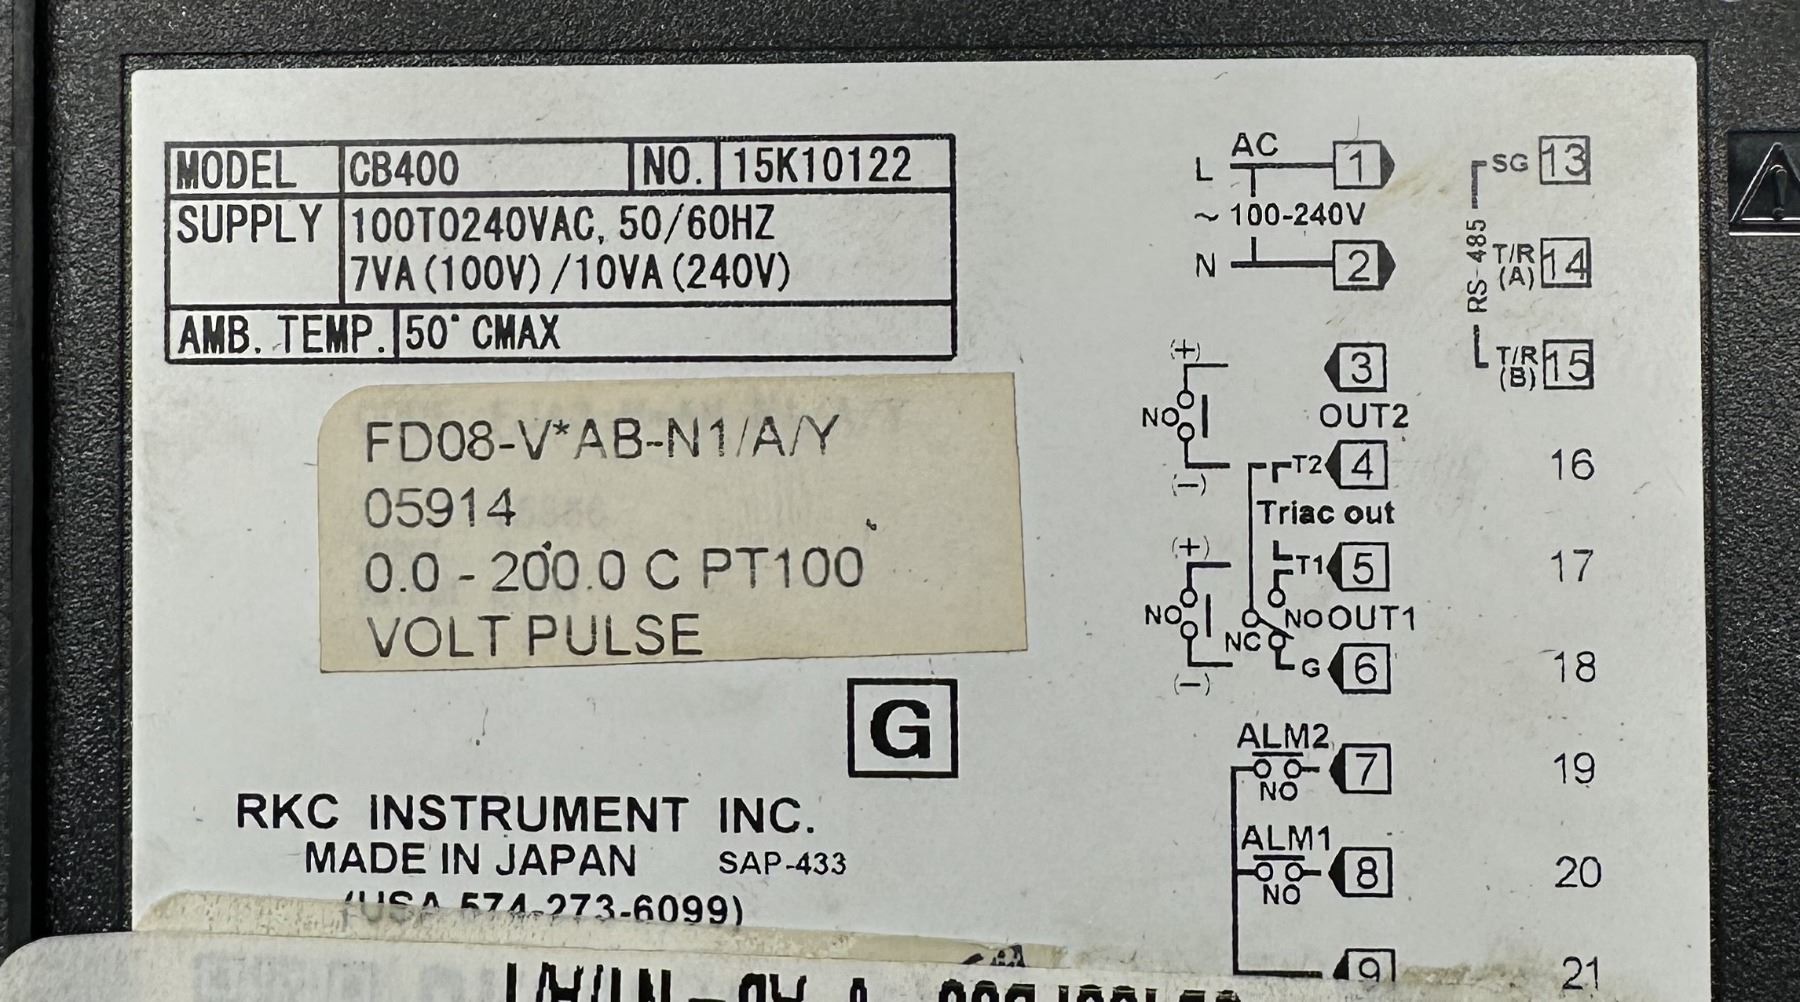 MODEL CB400 NO. 15K10122
SUPPLY 100TO240VAC, 50/60HZ
7VA(100V)/10VA(240V)
AMB. TEMP. 50°CMAX
FD08-V*AB-N1/A/Y
05914
0.0 - 200.0 C PT100
VOLT PULSE
G
RKC INSTRUMENT INC.
MADE IN JAPAN SAP-433
(USA 574-273-6099)
L AC 1
~ 100-240V
N 2
(+) 3
NO OUT2
T2 4
(-)
Triac out
(+)
T1 5
NO NO OUT1
NC
G 6
(-)
ALM2 7
NO
ALM1 8
NO
9
SG 13
RS-485
T/R 14
(A)
T/R 15
(B)
16
17
18
19
20
21